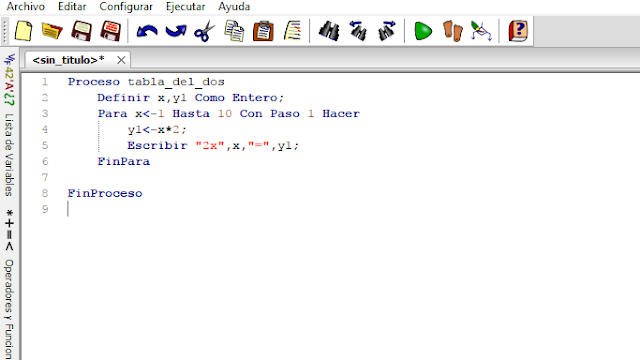 Archivo Editar Configurar Ejecutar Ayuda
<sin_titulo>*
1 Proceso tabla_del_dos
2 Definir x,y1 Como Entero;
3 Para x<-1 Hasta 10 Con Paso 1 Hacer
4 y1<-x*2;
5 Escribir "2x",x,"=",y1;
6 FinPara
7
8 FinProceso
9
42 'A' ¿? Lista de Variables
* + = < Operadores y Funcion